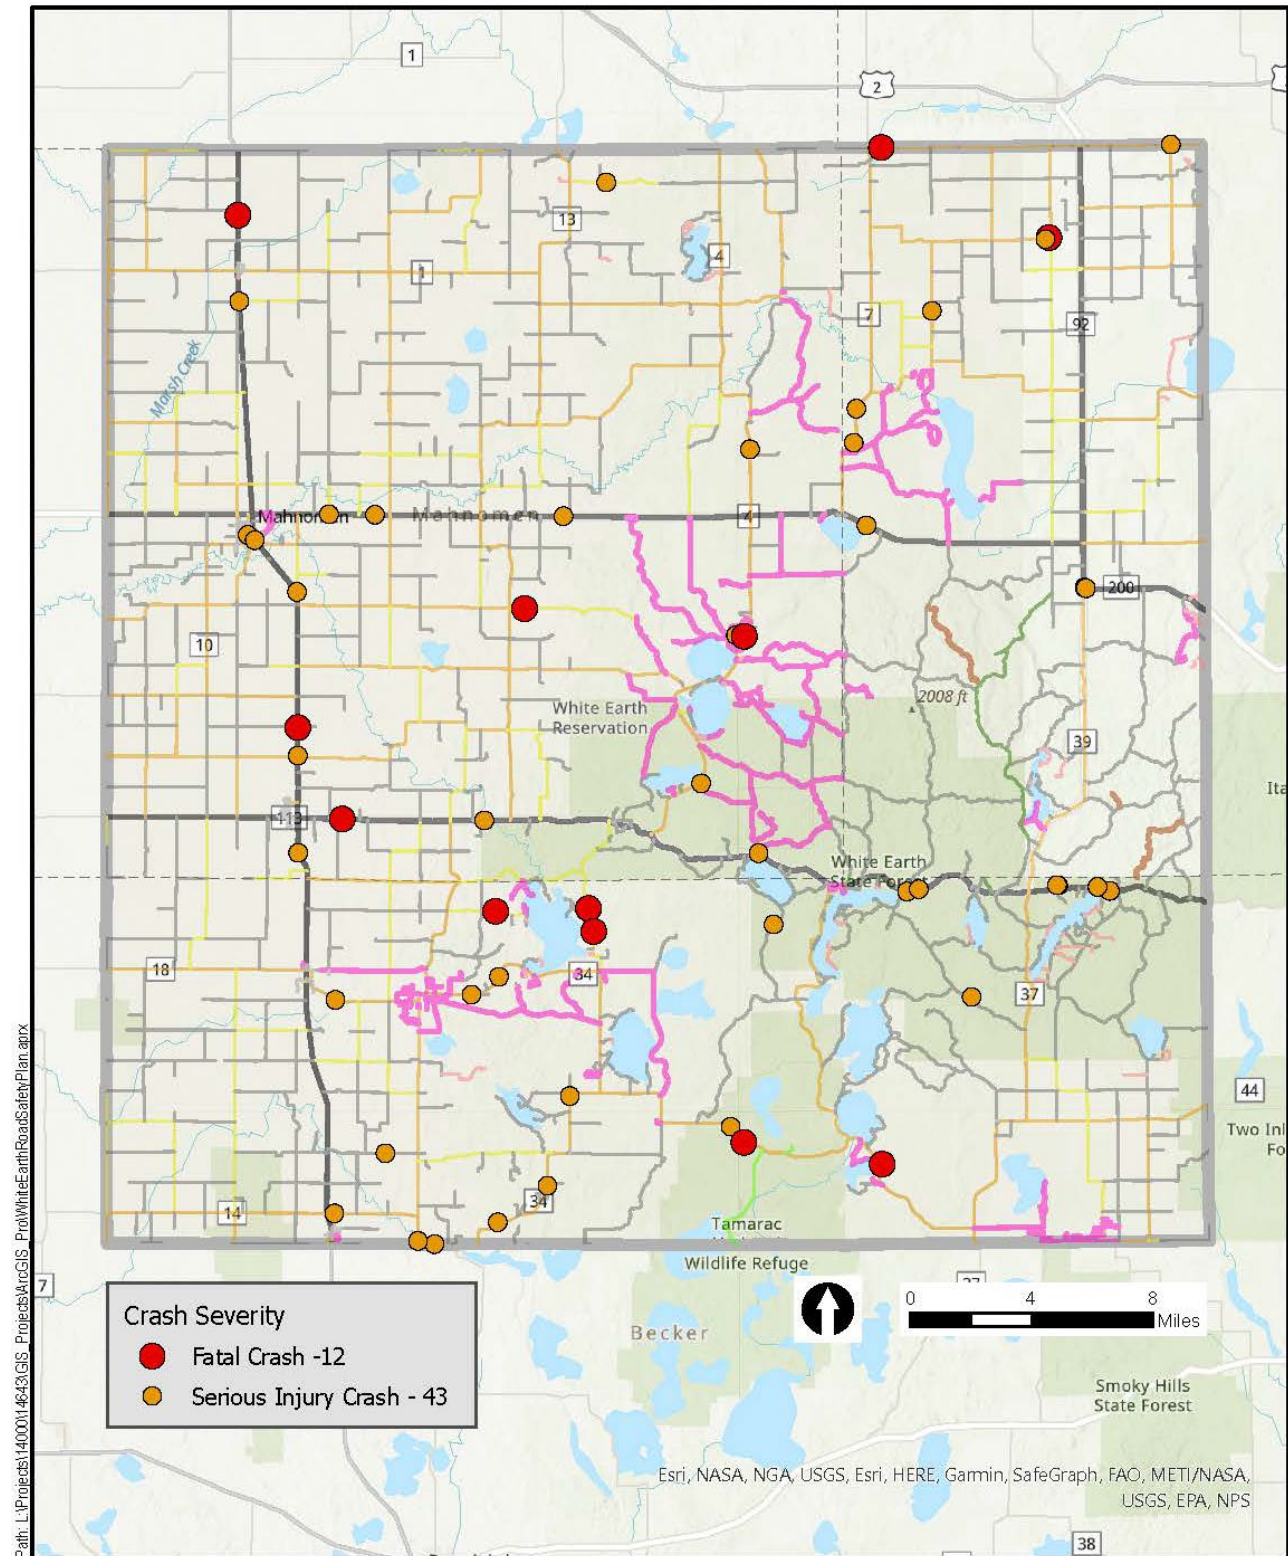 1
2
13
4
1
7
92
Marsh Creek
Mahnomen
Mahnomen
4
200
10
2008 ft
White Earth
Reservation
39
113
White Earth
State Forest
18
34
37
44
34
14
Tamarac
Wildlife Refuge
7
Becker
0 4 8
Miles
Crash Severity
Fatal Crash -12
Serious Injury Crash - 43
Smoky Hills
State Forest
Esri, NASA, NGA, USGS, Esri, HERE, Garmin, SafeGraph, FAO, METI/NASA,
USGS, EPA, NPS
38
Path: L:\Projects\14000\14643\GIS_Projects\ArcGIS_Pro\WhiteEarthRoadSafetyPlan.aprx